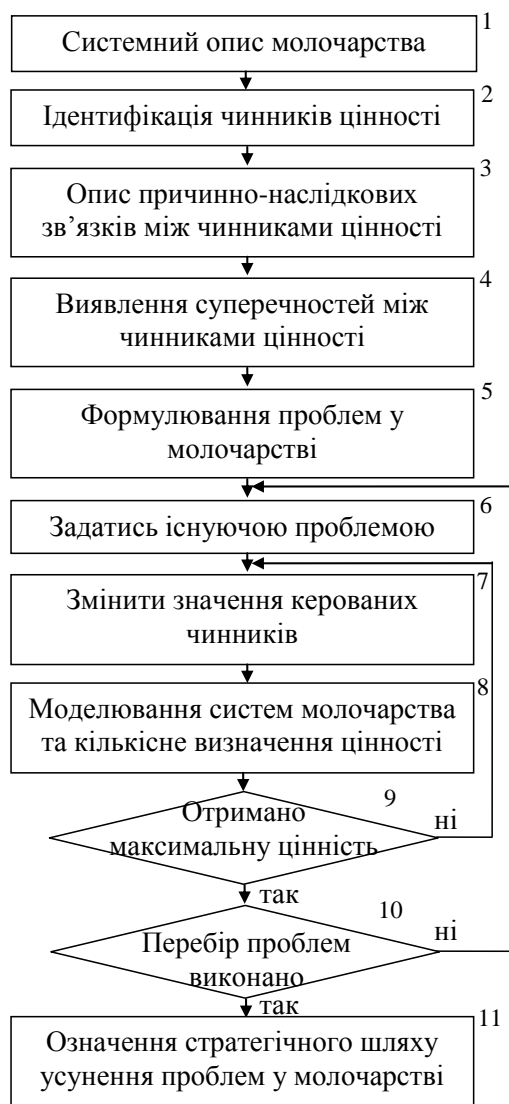 1
Системний опис молочарства
2
Ідентифікація чинників цінності
3
Опис причинно-наслідкових
зв’язків між чинниками цінності
4
Виявлення суперечностей між
чинниками цінності
5
Формулювання проблем у
молочарстві
6
Задатись існуючою проблемою
7
Змінити значення керованих
чинників
8
Моделювання систем молочарства
та кількісне визначення цінності
9
Отримано
максимальну цінність
ні
так
10
Перебір проблем
виконано
ні
так
11
Означення стратегічного шляху
усунення проблем у молочарстві